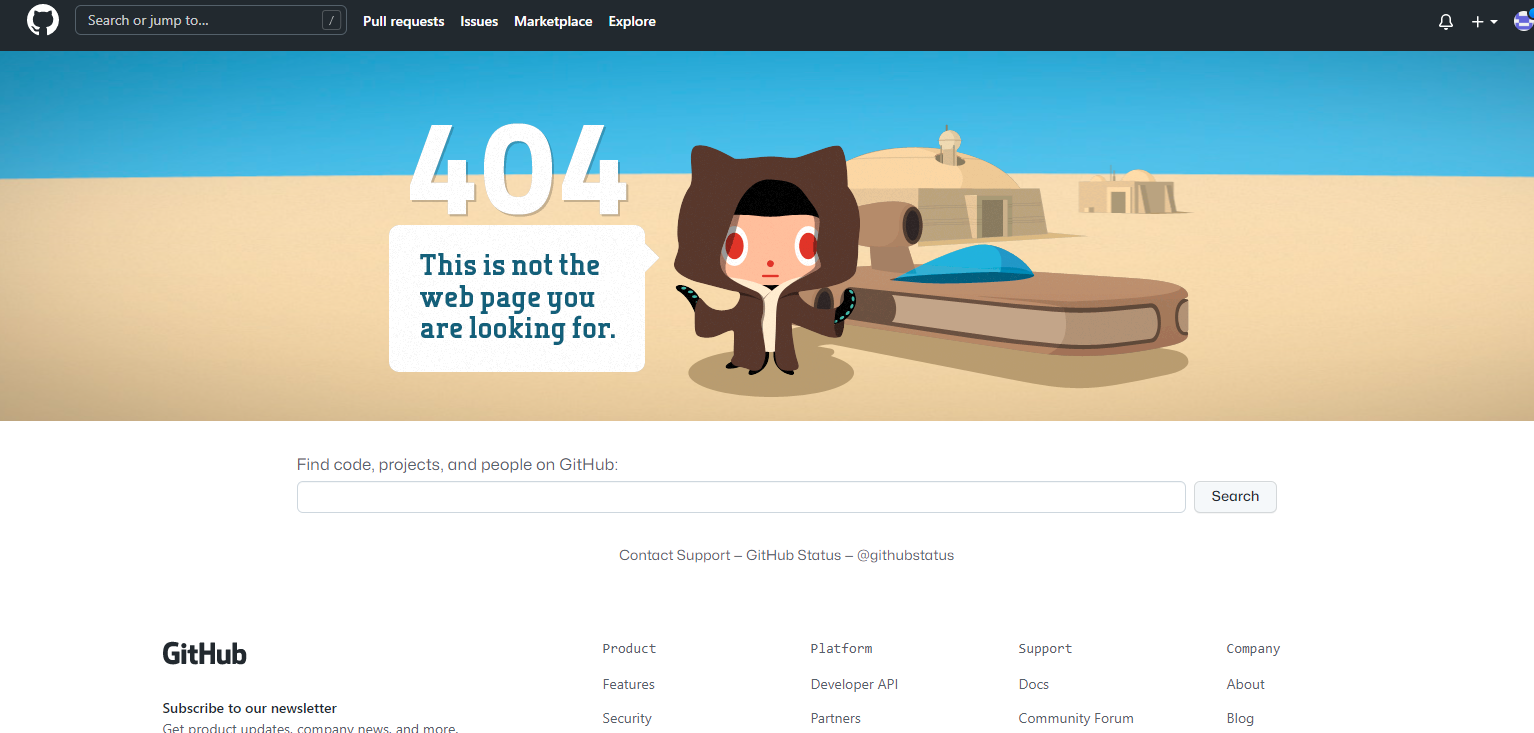 Search or jump to...
/
Pull requests
Issues
Marketplace
Explore
404
This is not the
web page you
are looking for.
Find code, projects, and people on GitHub:
Search
Contact Support — GitHub Status — @githubstatus
GitHub
Subscribe to our newsletter
Get product updates, company news, and more.
Product
Features
Security
Platform
Developer API
Partners
Support
Docs
Community Forum
Company
About
Blog